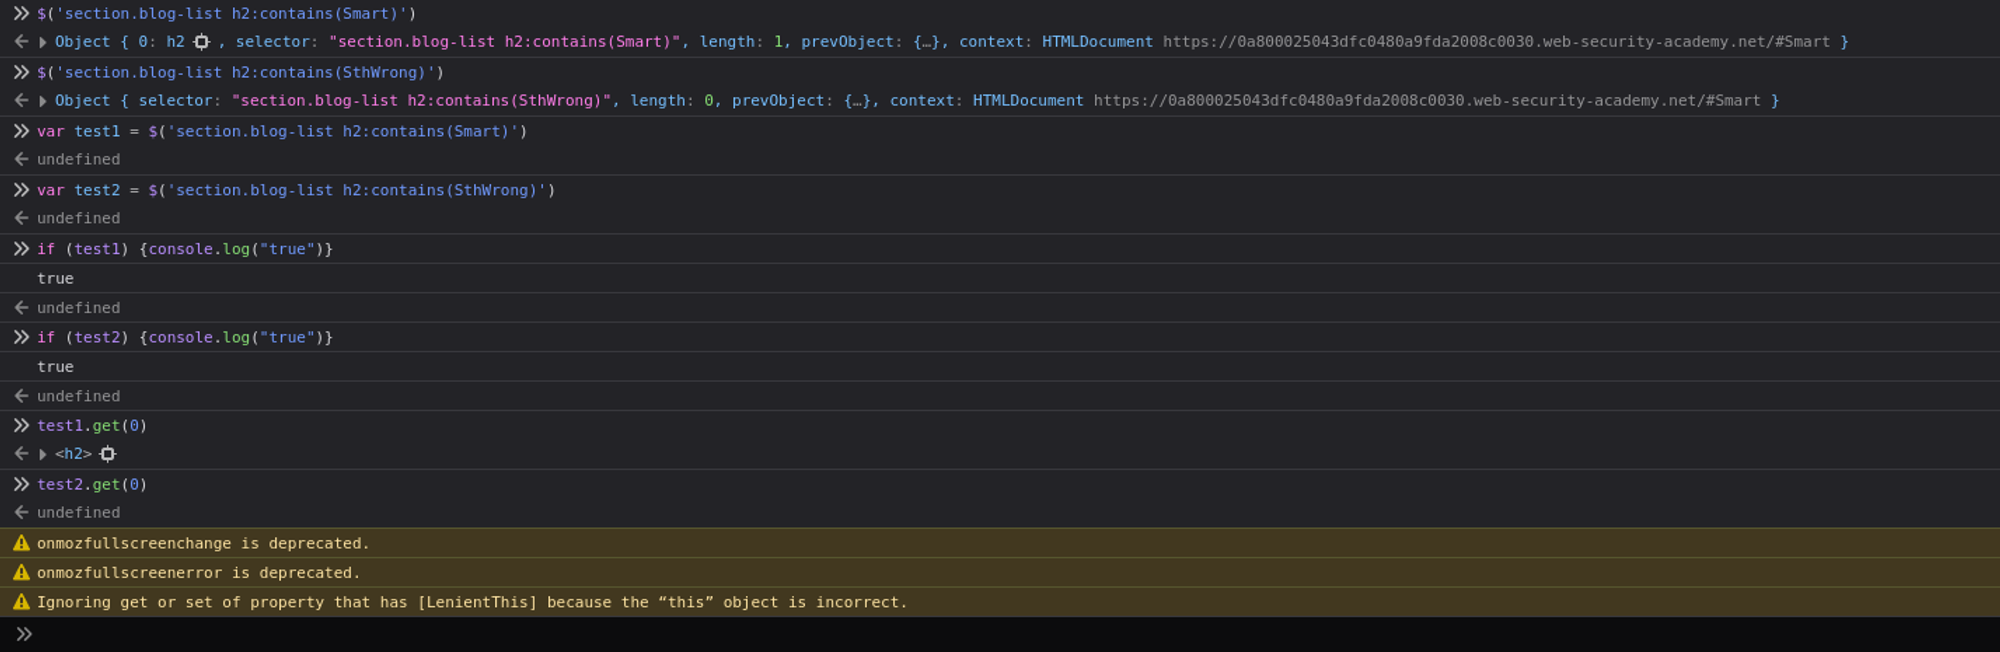 >> $('section.blog-list h2:contains(Smart)')
← ▶ Object { 0: h2 , selector: "section.blog-list h2:contains(Smart)", length: 1, prevObject: {…}, context: HTMLDocument https://0a800025043dfc0480a9fda2008c0030.web-security-academy.net/#Smart }
>> $('section.blog-list h2:contains(SthWrong)')
← ▶ Object { selector: "section.blog-list h2:contains(SthWrong)", length: 0, prevObject: {…}, context: HTMLDocument https://0a800025043dfc0480a9fda2008c0030.web-security-academy.net/#Smart }
>> var test1 = $('section.blog-list h2:contains(Smart)')
← undefined
>> var test2 = $('section.blog-list h2:contains(SthWrong)')
← undefined
>> if (test1) {console.log("true")}
true
← undefined
>> if (test2) {console.log("true")}
true
← undefined
>> test1.get(0)
← ▶ <h2>
>> test2.get(0)
← undefined
onmozfullscreenchange is deprecated.
onmozfullscreenerror is deprecated.
Ignoring get or set of property that has [LenientThis] because the “this” object is incorrect.
>>